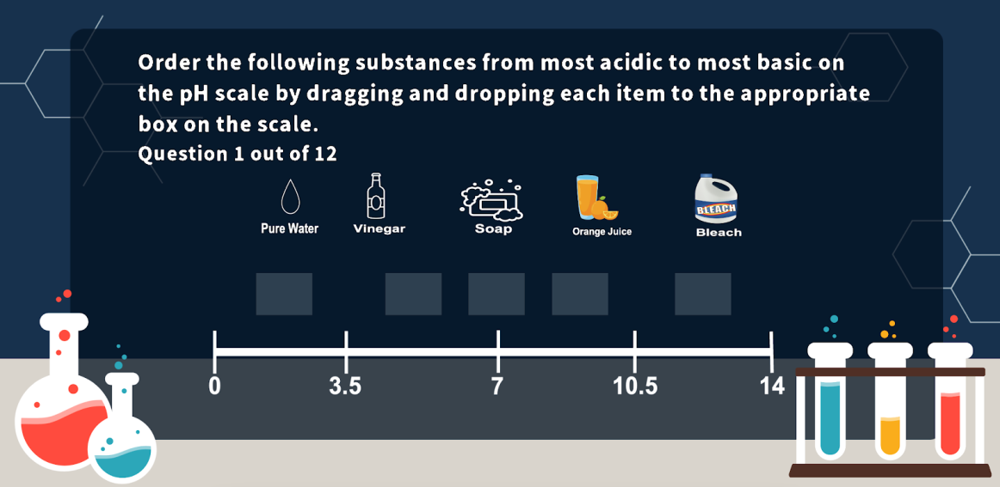 Order the following substances from most acidic to most basic on
the pH scale by dragging and dropping each item to the appropriate
box on the scale.
Question 1 out of 12
BLEACH
Pure Water Vinegar Soap Orange Juice Bleach
0 3.5 7 10.5 14